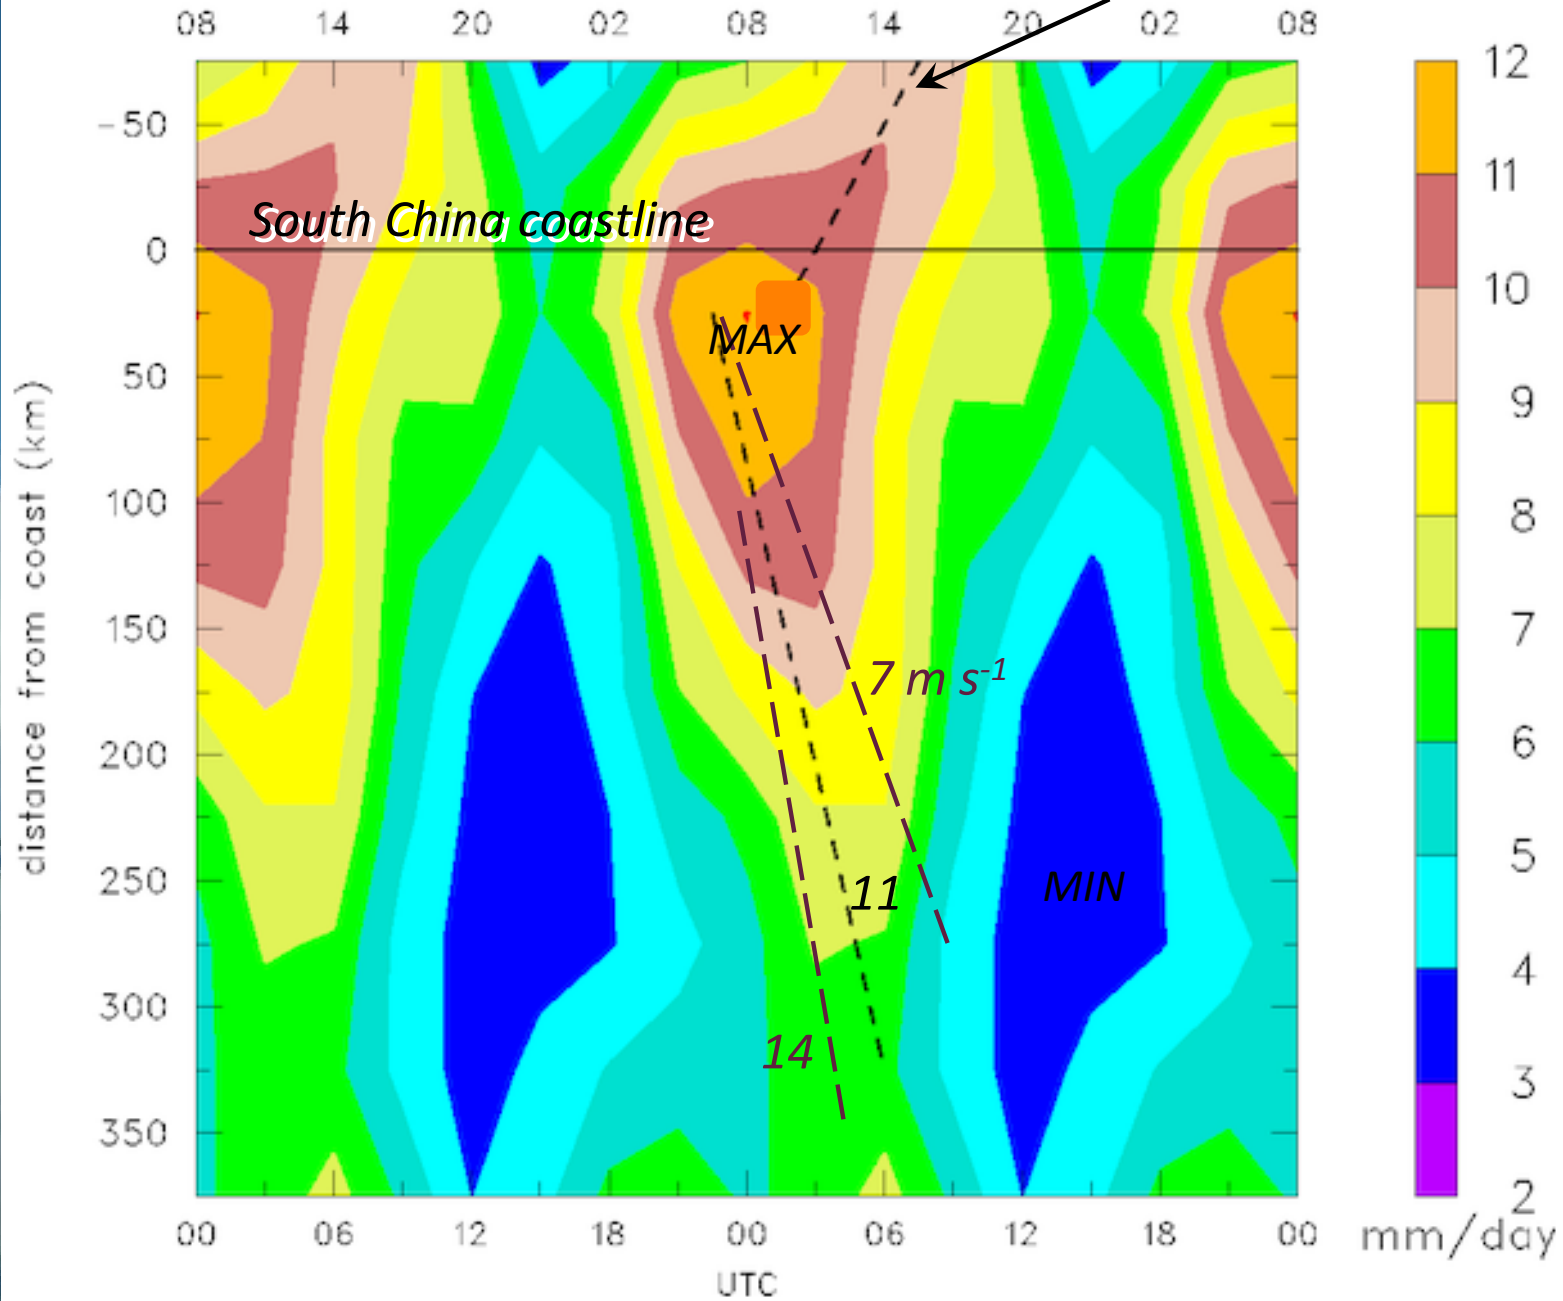 08 14 20 02 08 14 20 02 08
12
-50
11
South China coastline
0
10
50
MAX
9
100
8
150
7
7 m s-1
200
6
distance from coast (km)
250
11
MIN
5
300
4
14
350
3
2
00 06 12 18 00 06 12 18 00
mm/day
UTC